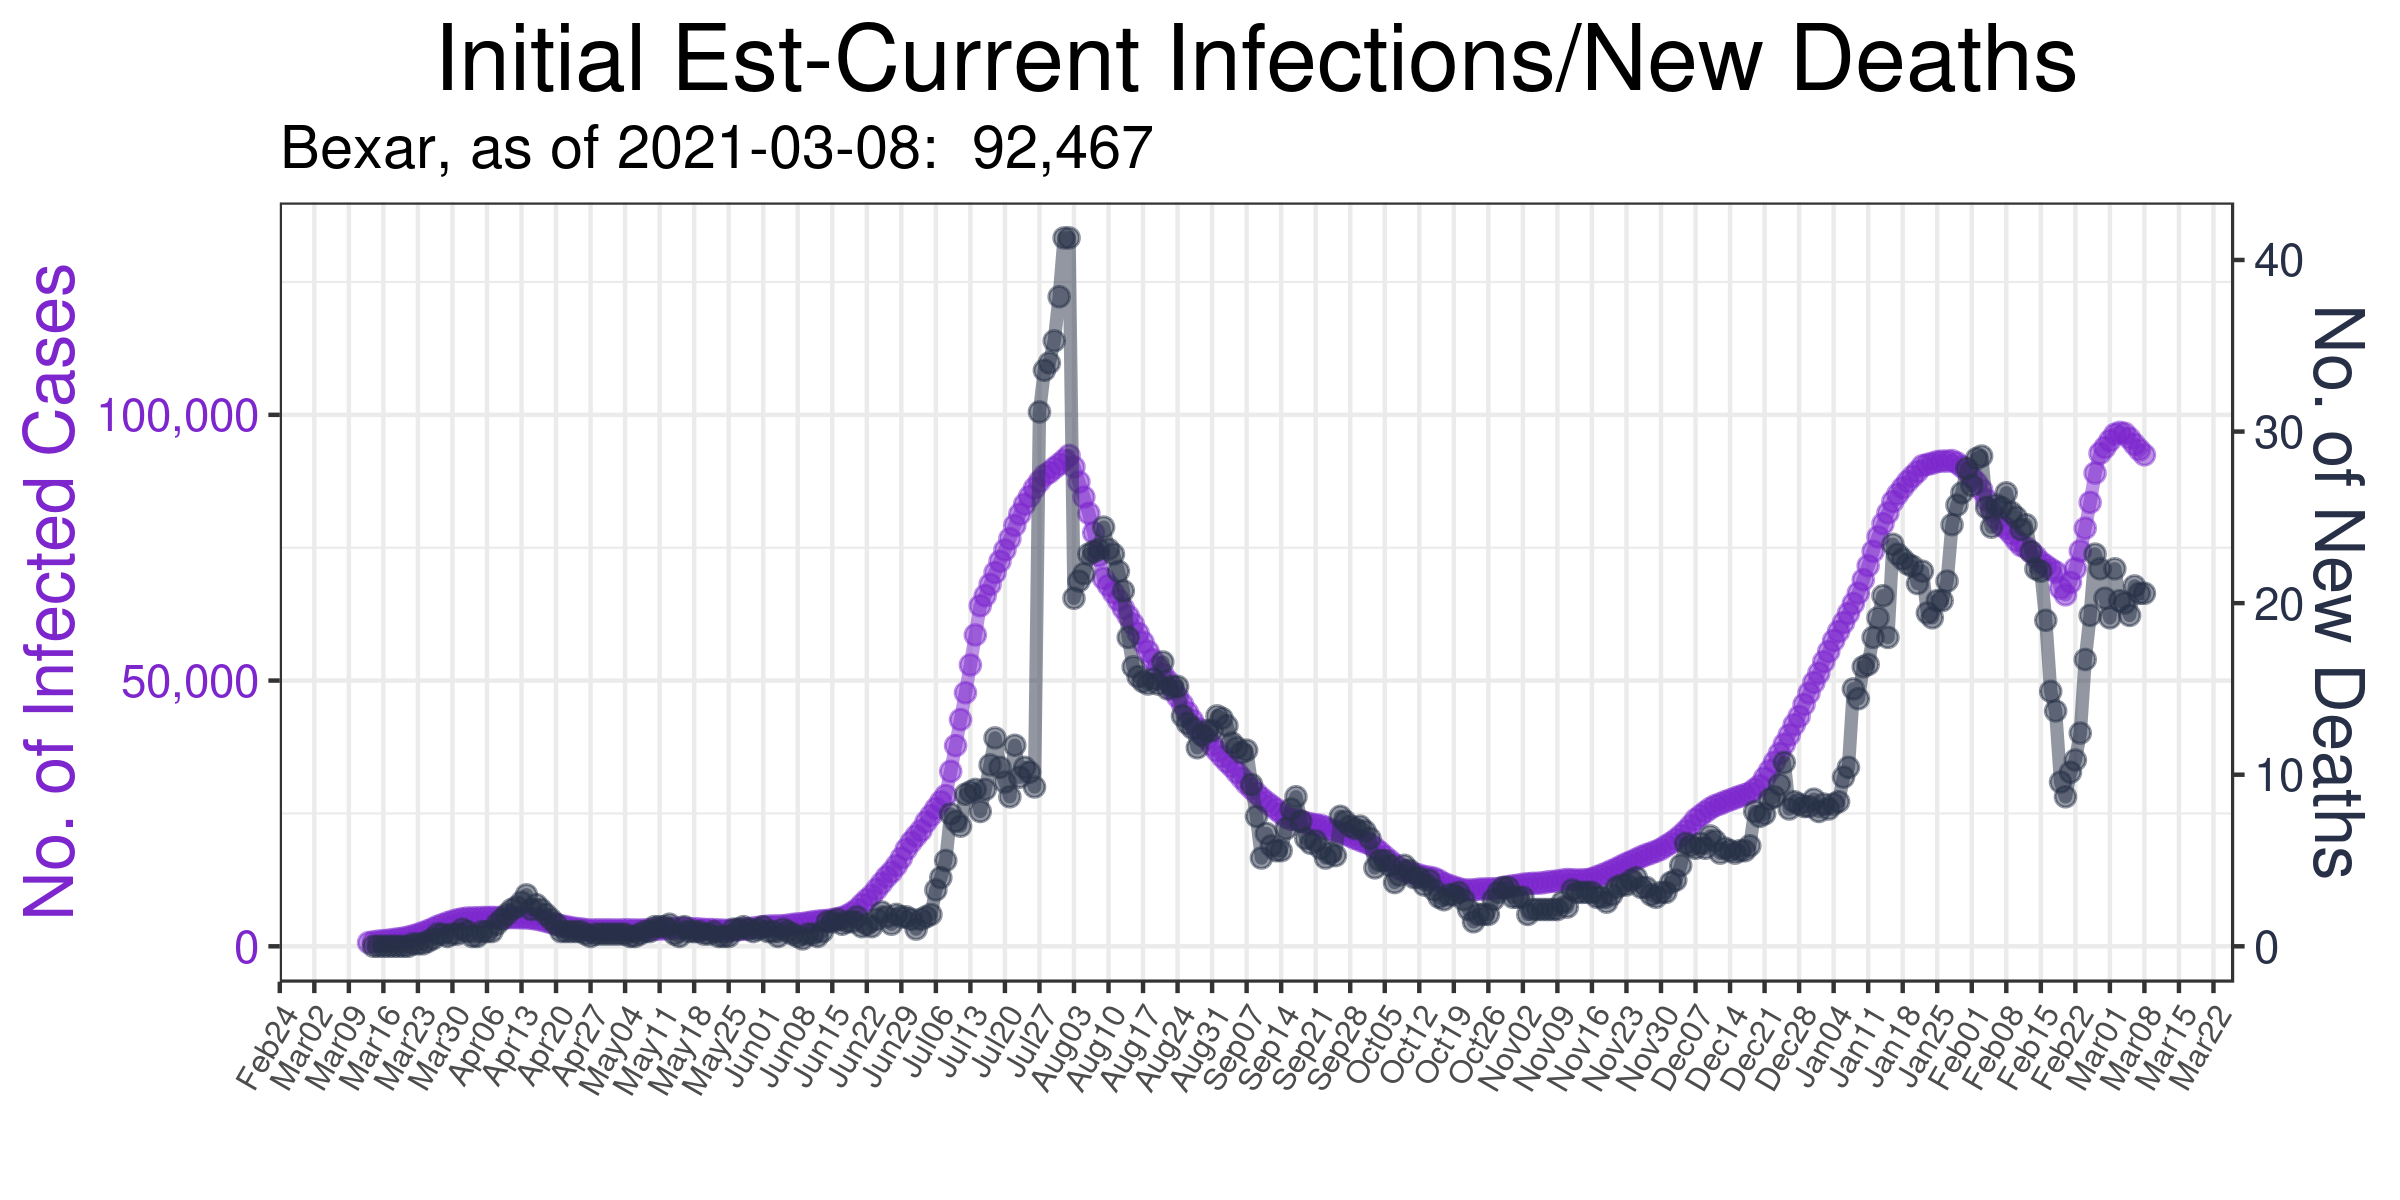 Initial Est-Current Infections/New Deaths
Bexar, as of 2021-03-08:  92,467
No. of Infected Cases
100,000
50,000
0
40
30
20
10
0
No. of New Deaths
Feb24
Mar02
Mar09
Mar16
Mar23
Mar30
Apr06
Apr13
Apr20
Apr27
May04
May11
May18
May25
Jun01
Jun08
Jun15
Jun22
Jun29
Jul06
Jul13
Jul20
Jul27
Aug03
Aug10
Aug17
Aug24
Aug31
Sep07
Sep14
Sep21
Sep28
Oct05
Oct12
Oct19
Oct26
Nov02
Nov09
Nov16
Nov23
Nov30
Dec07
Dec14
Dec21
Dec28
Jan04
Jan11
Jan18
Jan25
Feb01
Feb08
Feb15
Feb22
Mar01
Mar08
Mar15
Mar22